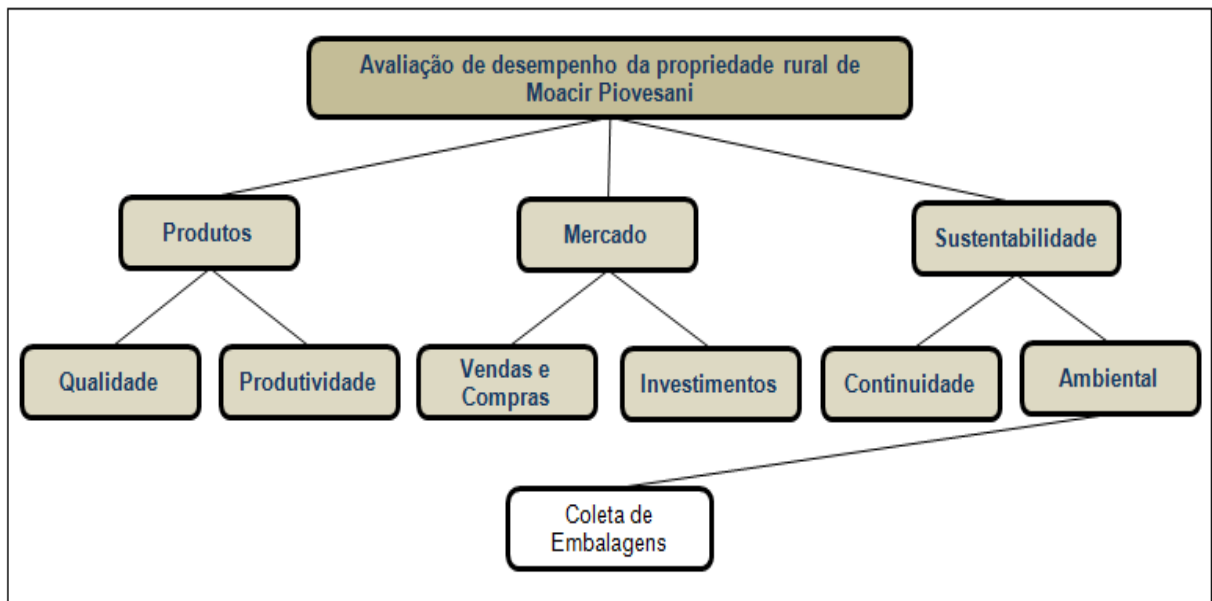 Avaliação de desempenho da propriedade rural de
Moacir Piovesani
Produtos
Mercado
Sustentabilidade
Qualidade
Produtividade
Vendas e
Compras
Investimentos
Continuidade
Ambiental
Coleta de
Embalagens